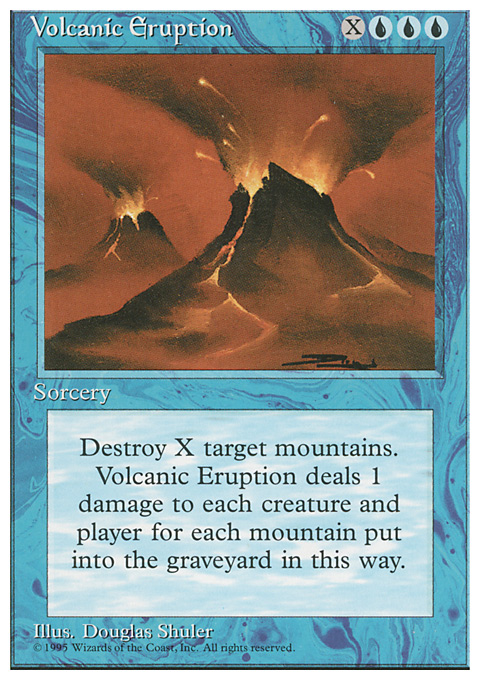 Volcanic Eruption X
Sorcery
Destroy X target mountains.
Volcanic Eruption deals 1
damage to each creature and
player for each mountain put
into the graveyard in this way.
Illus. Douglas Shuler
© 1995 Wizards of the Coast, Inc. All rights reserved.